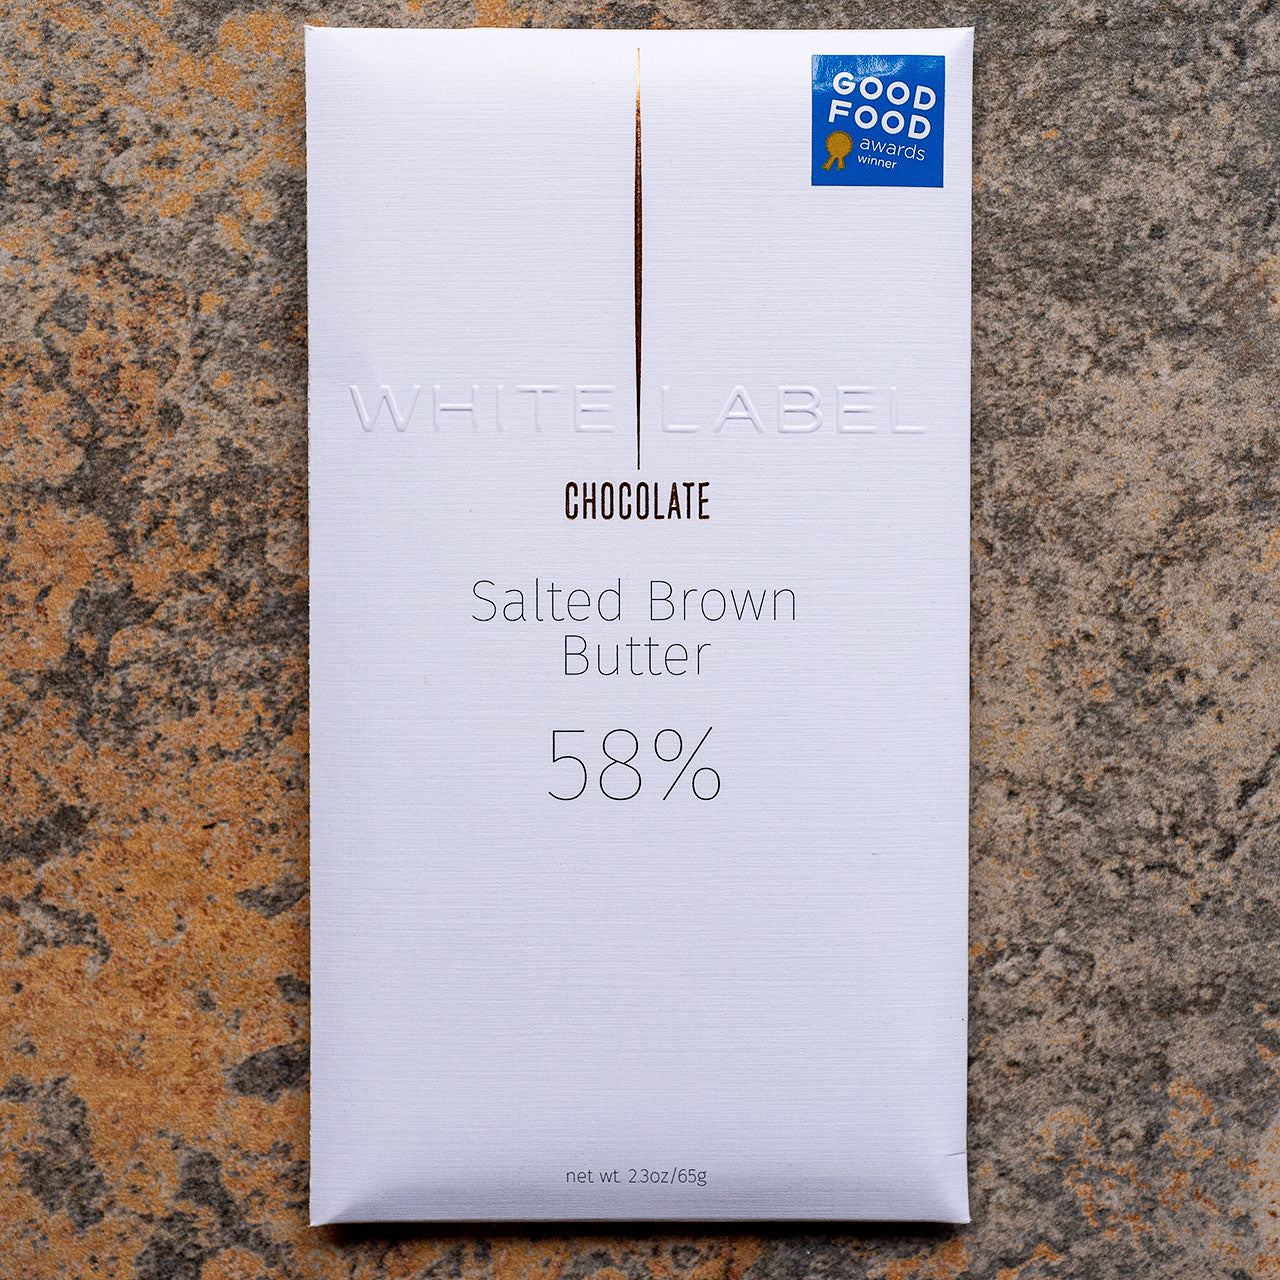 GOOD
FOOD
awards
winner
WHITE LABEL
CHOCOLATE
Salted Brown
Butter
58%
net wt. 2.3oz/65g